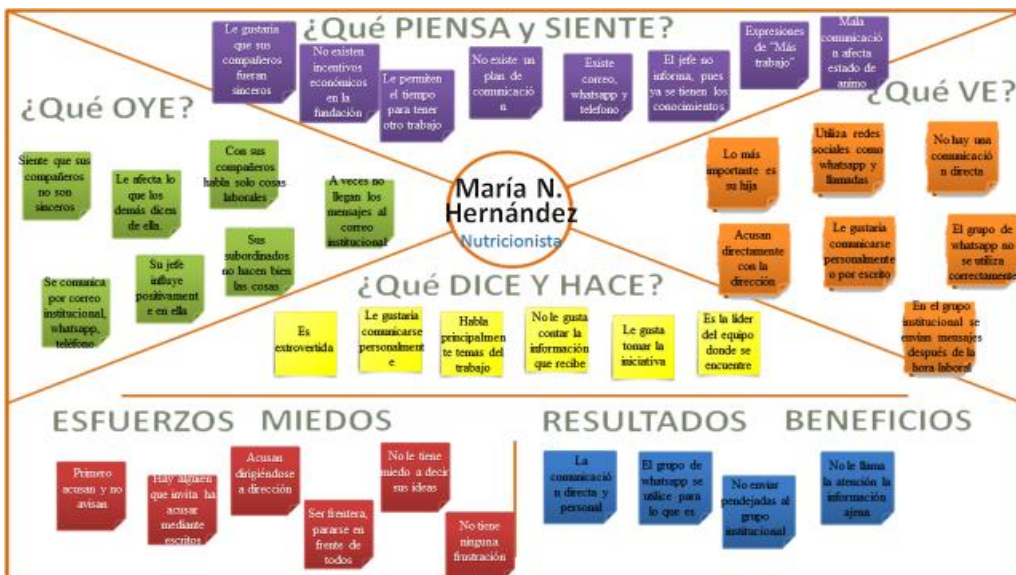 ¿Qué PIENSA y SIENTE?
Le gustaria
que sus
compañeros
fueran
sinceros
No existen
incentivos
económicos
en la
fundación
Le permiten
el tiempo
para tener
otro trabajo
No existe un
plan de
comunicació
n
Existe
correo,
whatsapp y
telefono
El jefe no
informa, pues
ya se tienen los
conocimientos
Expresiones
de "Más
trabajo"
Mala
comunicació
n afecta
estado de
animo
¿Qué OYE?
Siente que sus
compañeros
no son
sinceros
Le afecta lo
que los
demás dicen
de ella.
Con sus
compañeros
habla solo cosas
laborales
A veces no
llegan los
mensajes al
correo
institucional
Se comunica
por correo
institucional,
whatsapp,
teléfono
Su jefe
influye
positivament
e en ella
Sus
subordinados
no hacen bien
las cosas
María N.
Hernández
Nutricionista
¿Qué VE?
Lo más
importante es
su hija
Utiliza redes
sociales como
whatsapp y
llamadas
No hay una
comunicació
n directa
Acusan
directamente
con la
dirección
Le gustaria
comunicarse
personalment
e o por escrito
El grupo de
whatsapp no se
utiliza
correctamente
En el grupo
institucional se
envían mensajes
después de la
hora laboral
¿Qué DICE Y HACE?
Es
extrovertida
Le gustaria
comunicarse
personalment
e
Habla
principalmen
te temas del
trabajo
No le gusta
contar la
información
que recibe
Le gusta
tomar la
iniciativa
Es la líder
del equipo
donde se
encuentre
ESFUERZOS MIEDOS
Primero
acusan y no
avisan
Hay alguien
que invita ha
acusar
mediante
escritos
Acusan
dirigiéndose
a dirección
Ser frentera,
pararse en
frente de
todos
No le tiene
miedo a decir
sus ideas
No tiene
ninguna
frustración
RESULTADOS BENEFICIOS
La
comunicació
n directa y
personal
El grupo de
whatsapp se
utilice para
lo que es
No enviar
pendejadas al
grupo
institucional
No le llama
la atención la
información
ajena